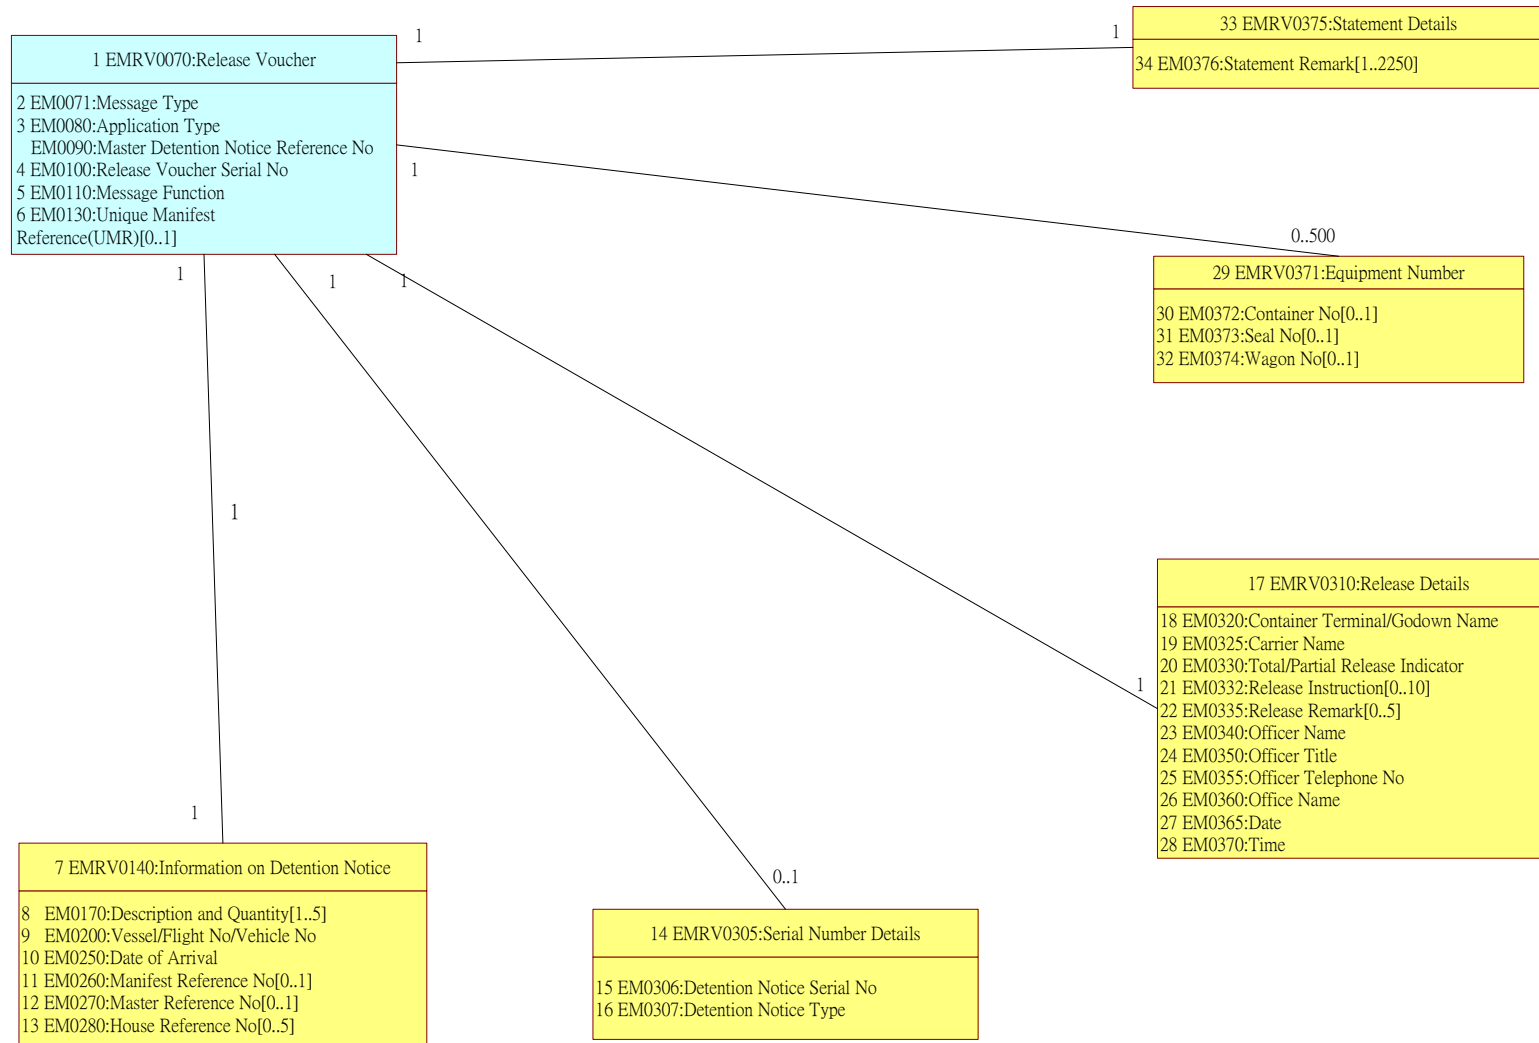 1 EMRV0070:Release Voucher
2 EM0071:Message Type
3 EM0080:Application Type
EM0090:Master Detention Notice Reference No
4 EM0100:Release Voucher Serial No
5 EM0110:Message Function
6 EM0130:Unique Manifest
Reference(UMR)[0..1]
1
1
33 EMRV0375:Statement Details
34 EM0376:Statement Remark[1..2250]
1
0..500
29 EMRV0371:Equipment Number
30 EM0372:Container No[0..1]
31 EM0373:Seal No[0..1]
32 EM0374:Wagon No[0..1]
1
1
1
1
1
17 EMRV0310:Release Details
18 EM0320:Container Terminal/Godown Name
19 EM0325:Carrier Name
20 EM0330:Total/Partial Release Indicator
21 EM0332:Release Instruction[0..10]
22 EM0335:Release Remark[0..5]
23 EM0340:Officer Name
24 EM0350:Officer Title
25 EM0355:Officer Telephone No
26 EM0360:Office Name
27 EM0365:Date
28 EM0370:Time
1
7 EMRV0140:Information on Detention Notice
8 EM0170:Description and Quantity[1..5]
9 EM0200:Vessel/Flight No/Vehicle No
10 EM0250:Date of Arrival
11 EM0260:Manifest Reference No[0..1]
12 EM0270:Master Reference No[0..1]
13 EM0280:House Reference No[0..5]
0..1
14 EMRV0305:Serial Number Details
15 EM0306:Detention Notice Serial No
16 EM0307:Detention Notice Type